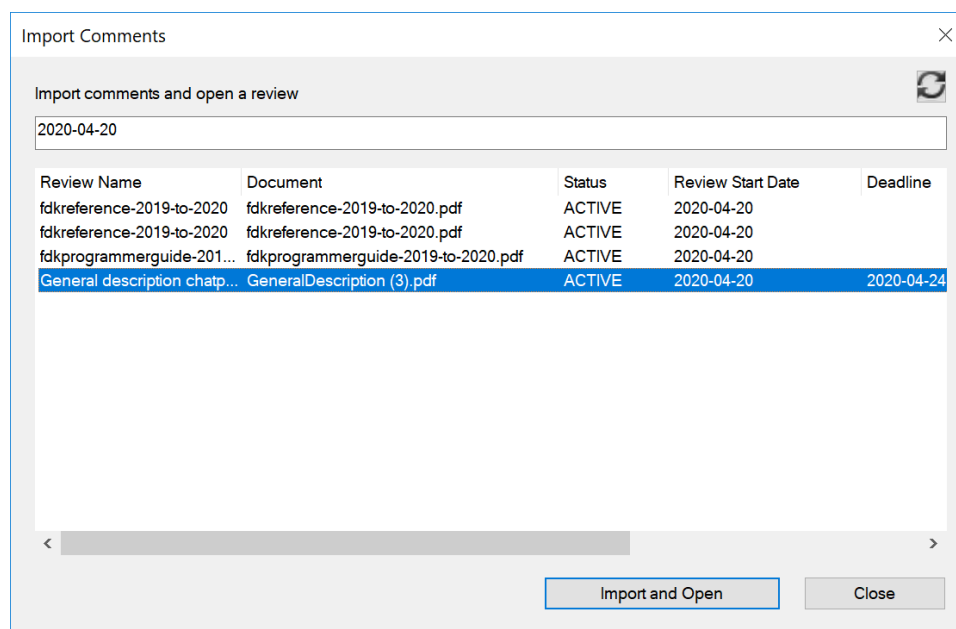 Import Comments
Import comments and open a review
2020-04-20
Review Name Document Status Review Start Date Deadline
fdkreference-2019-to-2020 fdkreference-2019-to-2020.pdf ACTIVE 2020-04-20
fdkreference-2019-to-2020 fdkreference-2019-to-2020.pdf ACTIVE 2020-04-20
fdkprogrammerguide-201... fdkprogrammerguide-2019-to-2020.pdf ACTIVE 2020-04-20
General description chatp... GeneralDescription (3).pdf ACTIVE 2020-04-20 2020-04-24
Import and Open Close